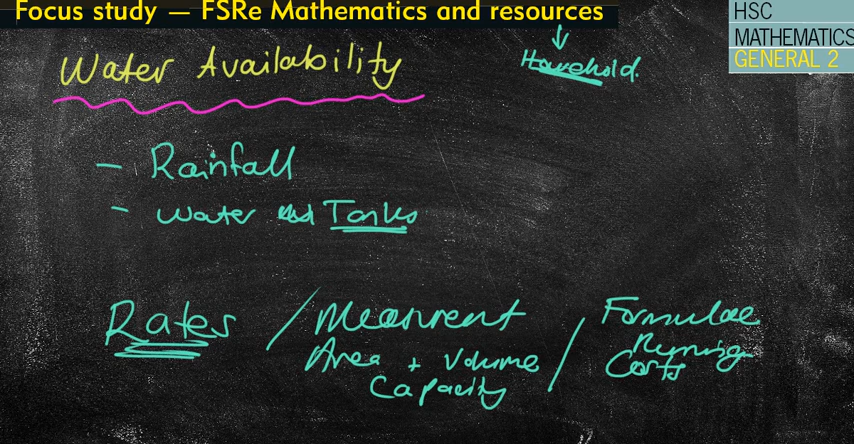 Focus study — FSRe Mathematics and resources
HSC
MATHEMATICS
GENERAL 2
Household.
Water Availability
- Rainfall
- Water Tanks
Rates / Measurent / Formulae
Area + Volume Running
Capacity Costs